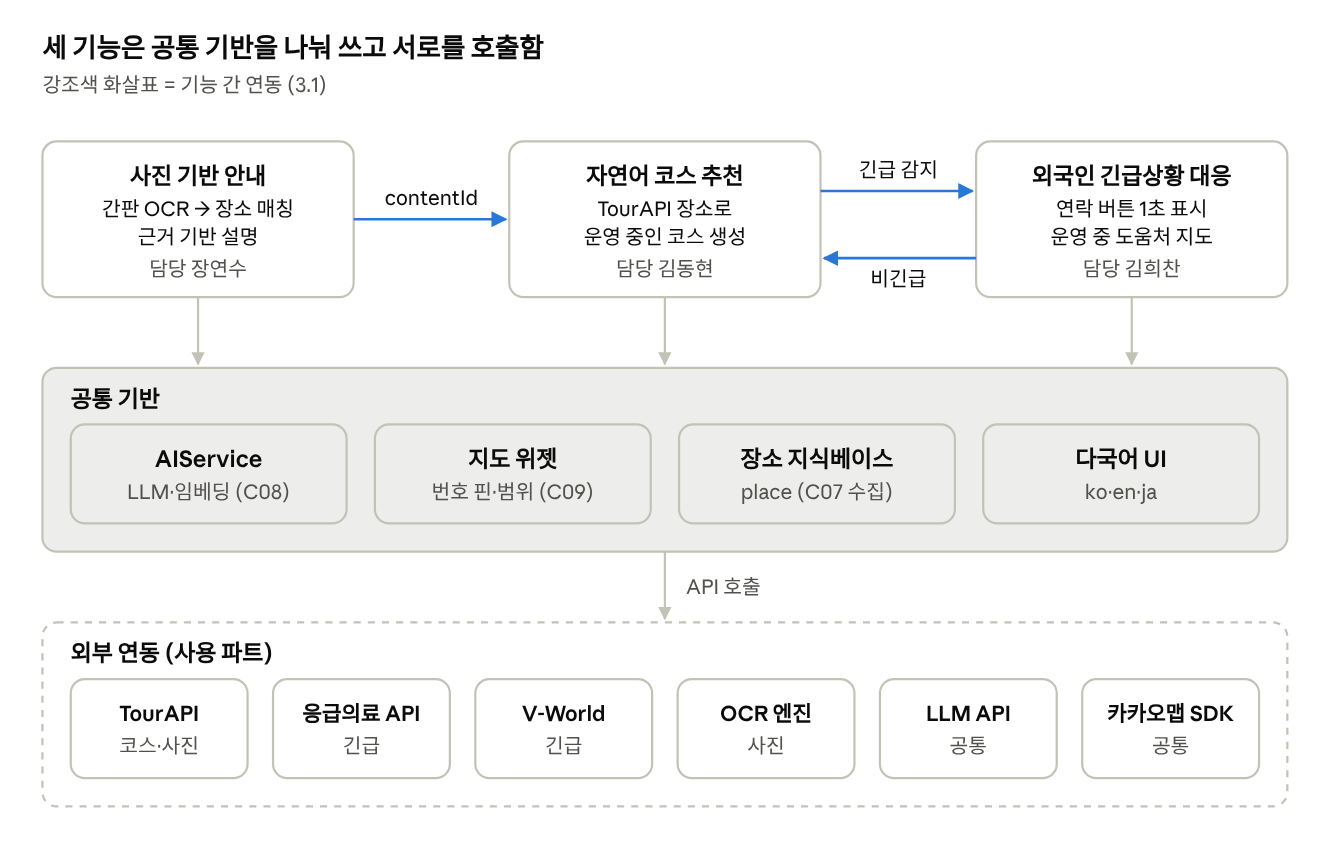 세 기능은 공통 기반을 나눠 쓰고 서로를 호출함
강조색 화살표 = 기능 간 연동 (3.1)
사진 기반 안내
간판 OCR → 장소 매칭
근거 기반 설명
담당 장연수
contentId
자연어 코스 추천
TourAPI 장소로
운영 중인 코스 생성
담당 김동현
긴급 감지
비긴급
외국인 긴급상황 대응
연락 버튼 1초 표시
운영 중 도움처 지도
담당 김희찬
공통 기반
AIService
LLM·임베딩 (C08)
지도 위젯
번호 핀·범위 (C09)
장소 지식베이스
place (C07 수집)
다국어 UI
ko·en·ja
API 호출
외부 연동 (사용 파트)
TourAPI
코스·사진
응급의료 API
긴급
V-World
긴급
OCR 엔진
사진
LLM API
공통
카카오맵 SDK
공통